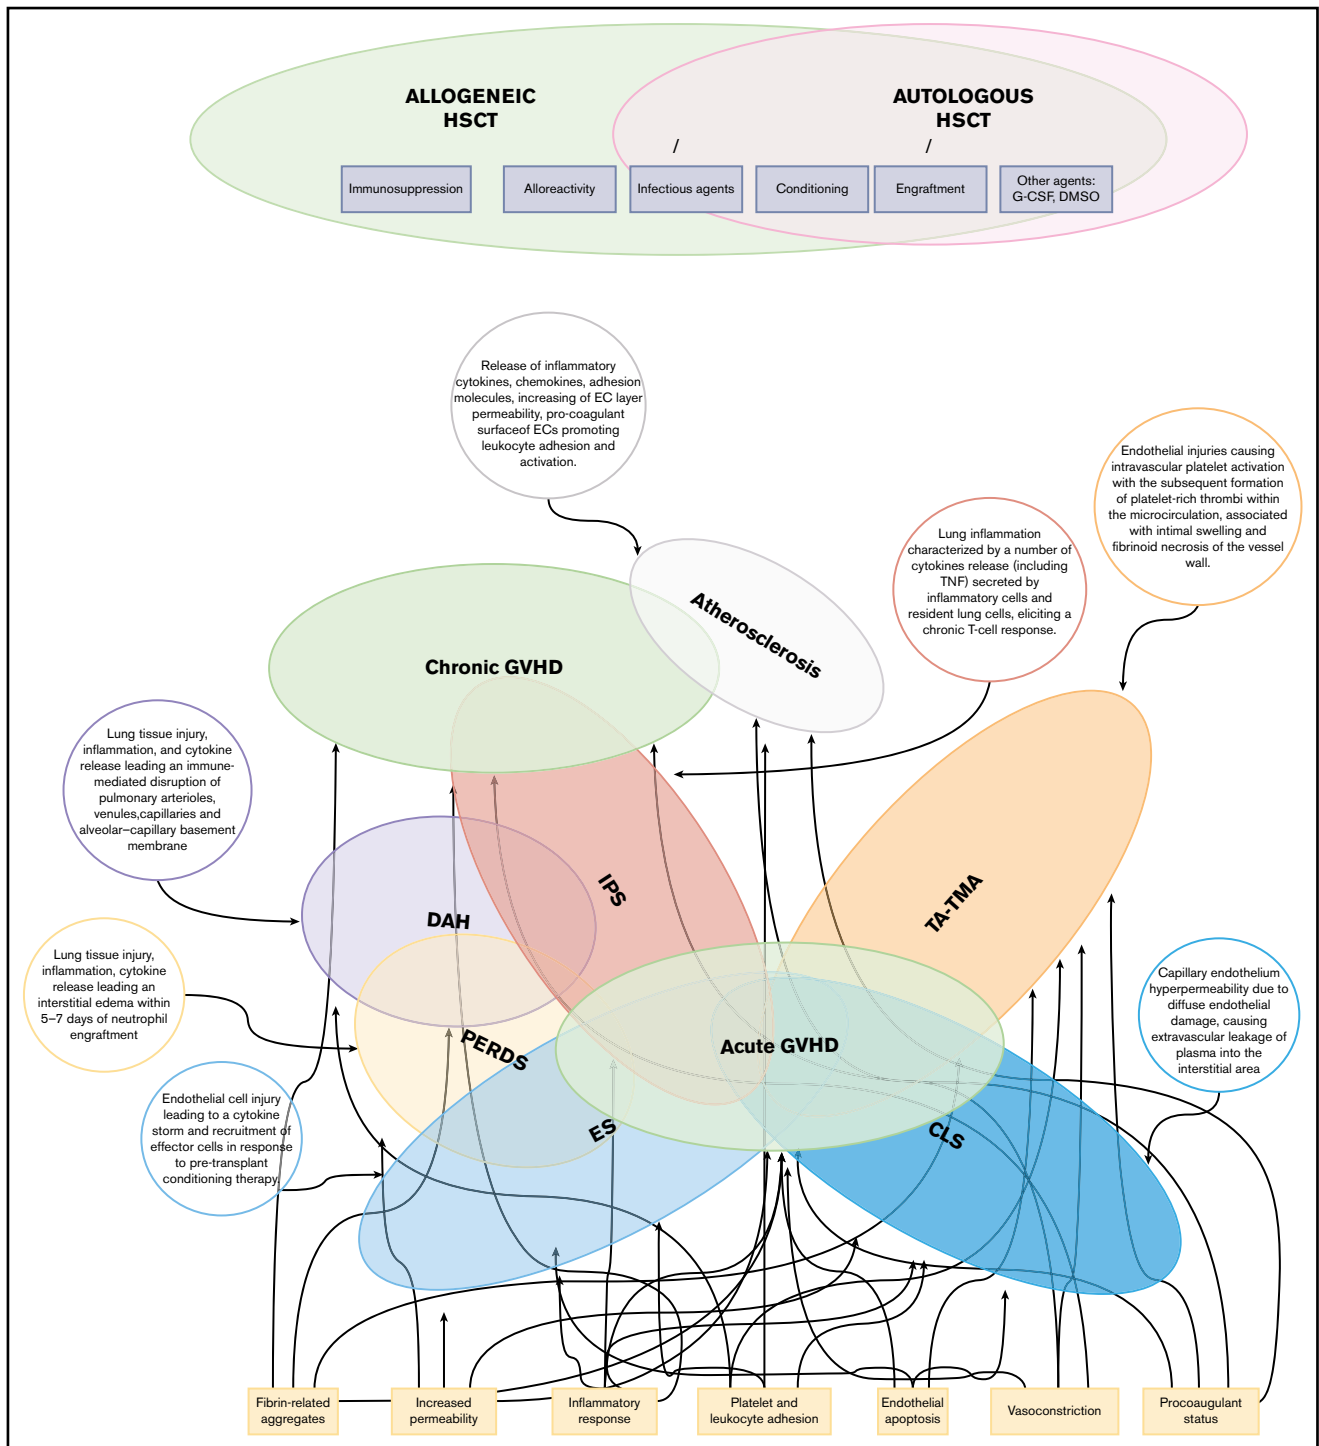 ALLOGENEIC
HSCT
AUTOLOGOUS
HSCT
/
/
Immunosuppression
Alloreactivity
Infectious agents
Conditioning
Engraftment
Other agents:
G-CSF, DMSO
Release of inflammatory
cytokines, chemokines, adhesion
molecules, increasing of EC layer
permeability, pro-coagulant
surfaceof ECs promoting
leukocyte adhesion and
activation.
Endothelial injuries causing
intravascular platelet activation
with the subsequent formation
of platelet-rich thrombi within
the microcirculation, associated
with intimal swelling and
fibrinoid necrosis of the vessel
wall.
Lung inflammation
characterized by a number of
cytokines release (including
TNF) secreted by
inflammatory cells and
resident lung cells, eliciting a
chronic T-cell response.
Atherosclerosis
Chronic GVHD
Lung tissue injury,
inflammation, and cytokine
release leading an immune-
mediated disruption of
pulmonary arterioles,
venules,capillaries and
alveolar–capillary basement
membrane
IPS
TA-TMA
DAH
Lung tissue injury,
inflammation, cytokine
release leading an
interstitial edema within
5–7 days of neutrophil
engraftment
Capillary endothelium
hyperpermeability due to
diffuse endothelial
damage, causing
extravascular leakage of
plasma into the
interstitial area
PERDS
Acute GVHD
Endothelial cell injury
leading to a cytokine
storm and recruitment of
effector cells in response
to pre-transplant
conditioning therapy.
ES
CLS
Fibrin-related
aggregates
Increased
permeability
Inflammatory
response
Platelet and
leukocyte adhesion
Endothelial
apoptosis
Vasoconstriction
Procoaugulant
status